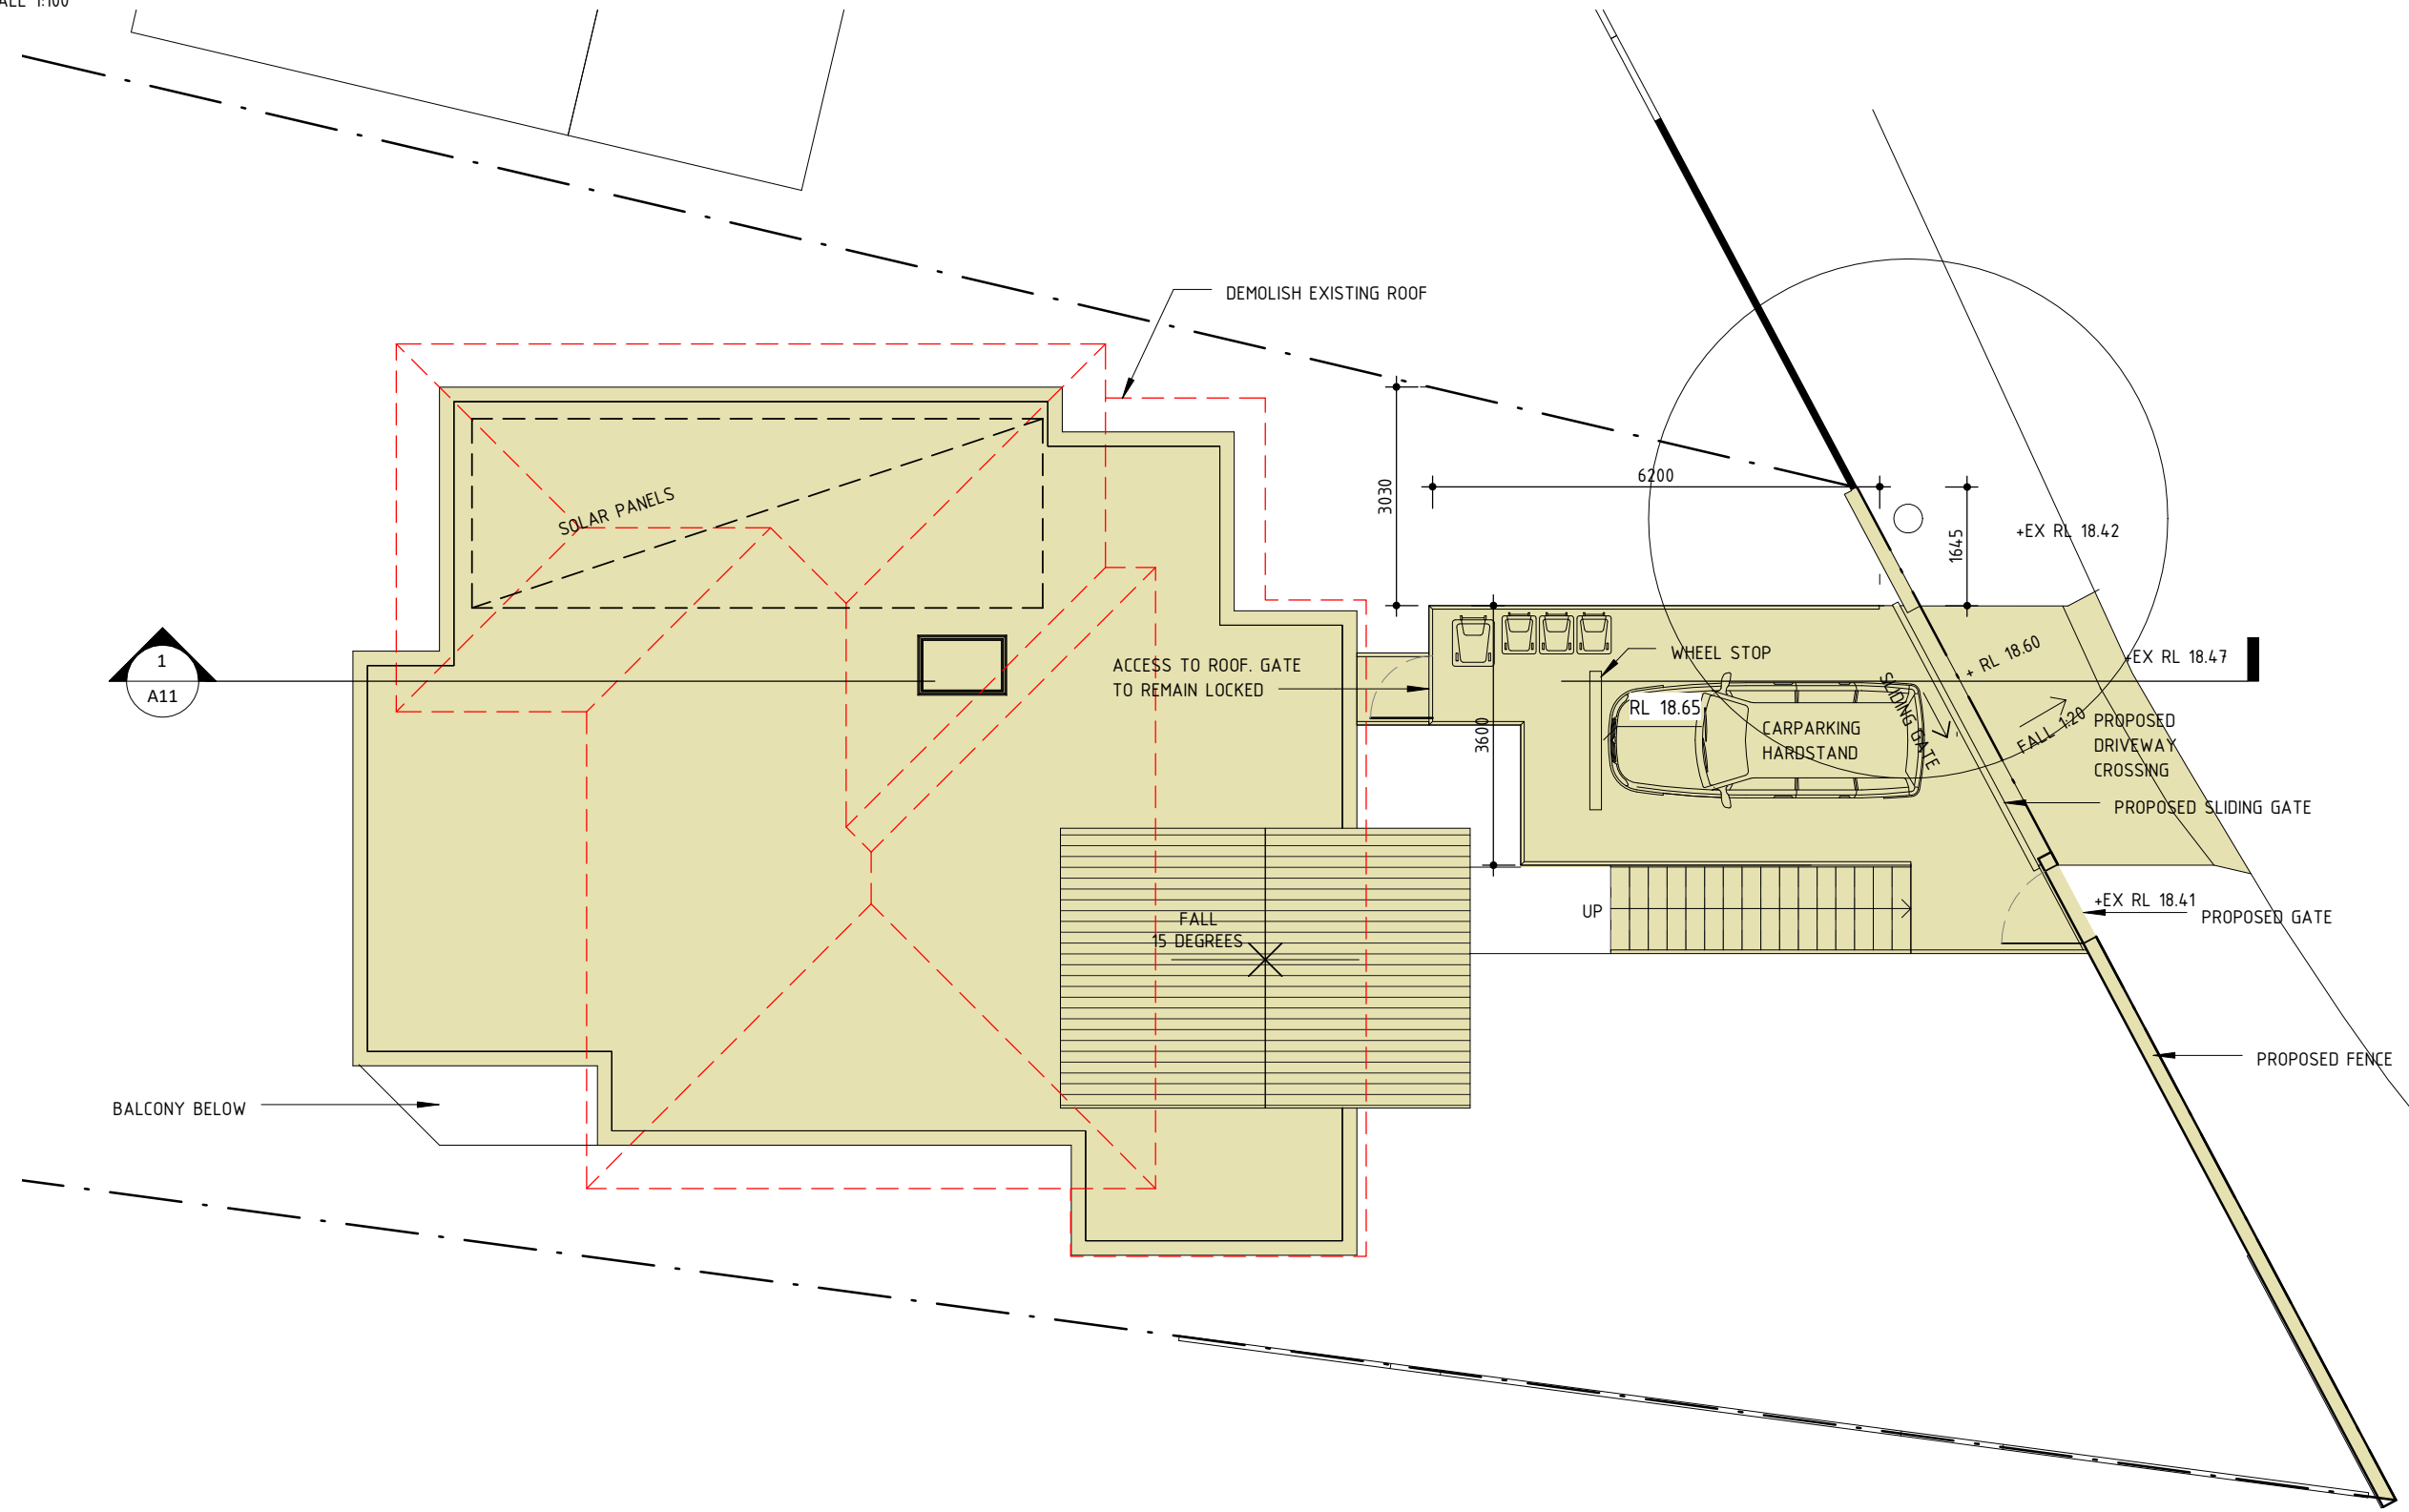 DEMOLISH EXISTING ROOF
SOLAR PANELS
3030
6200
1645
+EX RL 18.42
1
A11
ACCESS TO ROOF. GATE
TO REMAIN LOCKED
WHEEL STOP
+ RL 18.60
+EX RL 18.47
RL 18.65
SLIDING GATE
CARPARKING
HARDSTAND
3600
FALL 1:20
PROPOSED
DRIVEWAY
CROSSING
PROPOSED SLIDING GATE
FALL
15 DEGREES
UP
+EX RL 18.41
PROPOSED GATE
PROPOSED FENCE
BALCONY BELOW